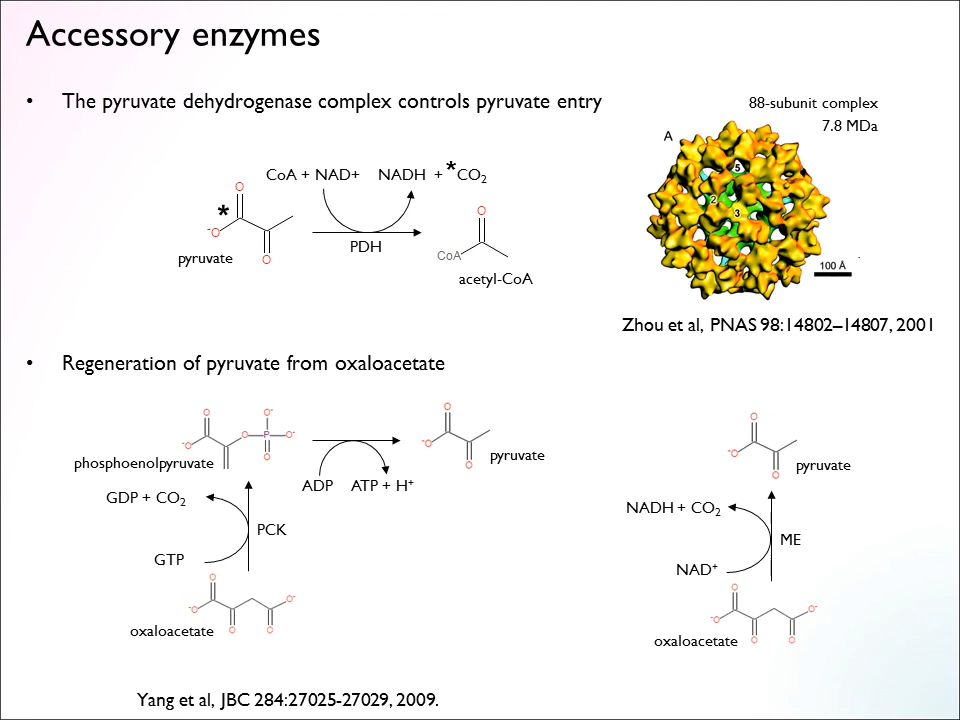 Accessory enzymes
• The pyruvate dehydrogenase complex controls pyruvate entry
88-subunit complex
7.8 MDa
A
5
2
3
100 Å
CoA + NAD+ NADH + *CO₂
*
O
⁻O
O
pyruvate
PDH
O
CoA
acetyl-CoA
Zhou et al, PNAS 98:14802–14807, 2001
• Regeneration of pyruvate from oxaloacetate
O
⁻O
O
P
O⁻
O⁻
O
phosphoenolpyruvate
ADP ATP + H⁺
O
⁻O
O
pyruvate
GDP + CO₂
PCK
GTP
O
⁻O
O
O
O⁻
oxaloacetate
O
⁻O
O
pyruvate
NADH + CO₂
ME
NAD⁺
O
⁻O
O
O
O⁻
oxaloacetate
Yang et al, JBC 284:27025-27029, 2009.